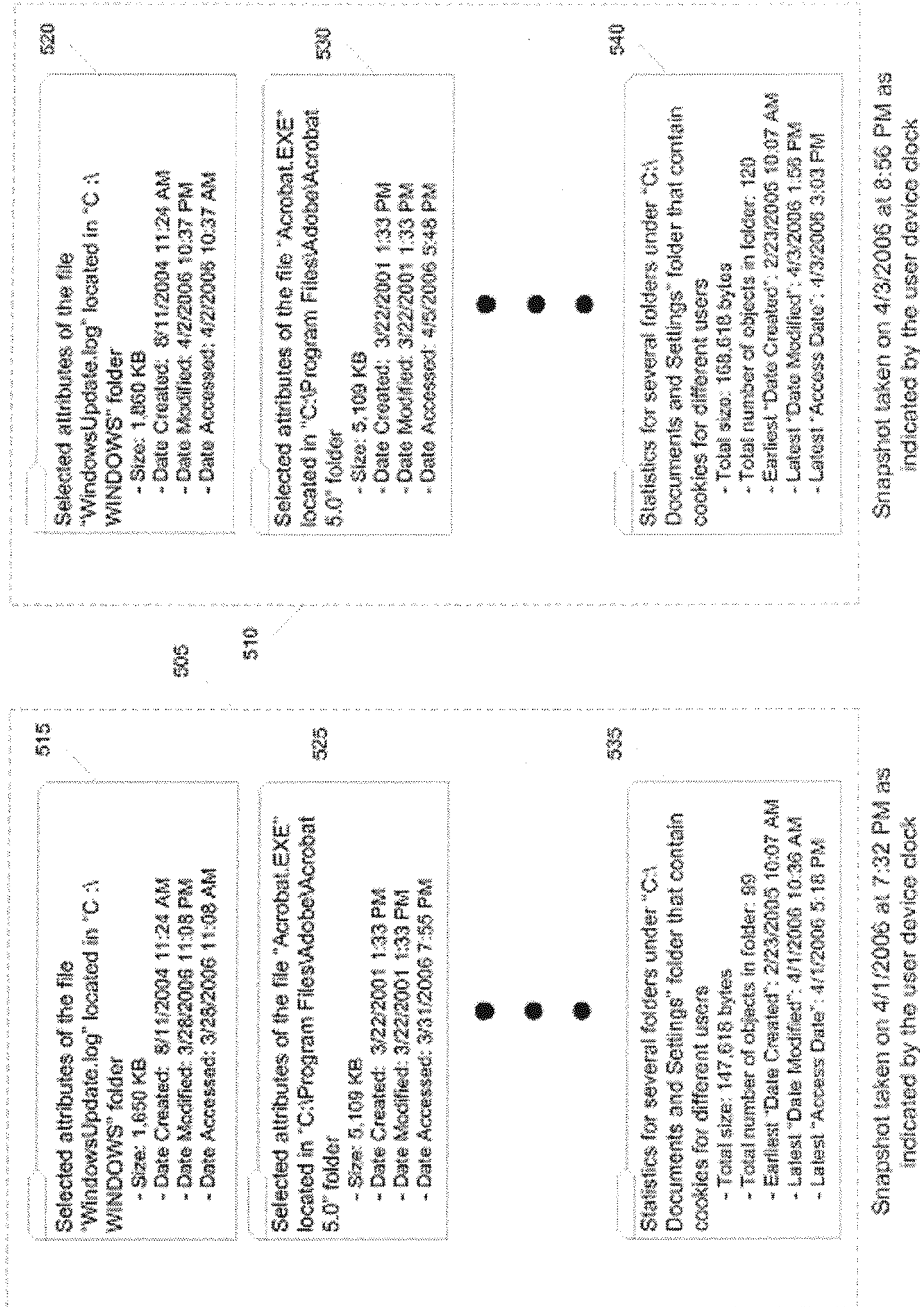 515
Selected attributes of the file
"WindowsUpdate.log" located in "C :\
WINDOWS" folder
- Size: 1,650 KB
- Date Created: 8/11/2004 11:24 AM
- Date Modified: 3/28/2006 11:08 PM
- Date Accessed: 3/28/2006 11:08 AM
525
Selected attributes of the file "Acrobat.EXE"
located in "C:\Program Files\Adobe\Acrobat
5.0" folder
- Size: 5,109 KB
- Date Created: 3/22/2001 1:33 PM
- Date Modified: 3/22/2001 1:33 PM
- Date Accessed: 3/31/2006 7:55 PM
535
Statistics for several folders under "C:\
Documents and Settings" folder that contain
cookies for different users
- Total size: 147,618 bytes
- Total number of objects in folder: 99
- Earliest "Date Created": 2/23/2005 10:07 AM
- Latest "Date Modified": 4/1/2006 10:36 AM
- Latest "Access Date": 4/1/2006 5:18 PM
Snapshot taken on 4/1/2006 at 7:32 PM as
indicated by the user device clock
505
510
520
Selected attributes of the file
"WindowsUpdate.log" located in "C :\
WINDOWS" folder
- Size: 1,860 KB
- Date Created: 8/11/2004 11:24 AM
- Date Modified: 4/2/2006 10:37 PM
- Date Accessed: 4/2/2006 10:37 AM
530
Selected attributes of the file "Acrobat.EXE"
located in "C:\Program Files\Adobe\Acrobat
5.0" folder
- Size: 5,109 KB
- Date Created: 3/22/2001 1:33 PM
- Date Modified: 3/22/2001 1:33 PM
- Date Accessed: 4/5/2006 5:48 PM
540
Statistics for several folders under "C:\
Documents and Settings" folder that contain
cookies for different users
- Total size: 168,618 bytes
- Total number of objects in folder: 120
- Earliest "Date Created": 2/23/2005 10:07 AM
- Latest "Date Modified": 4/3/2006 1:56 PM
- Latest "Access Date": 4/3/2006 3:03 PM
Snapshot taken on 4/3/2006 at 8:56 PM as
indicated by the user device clock